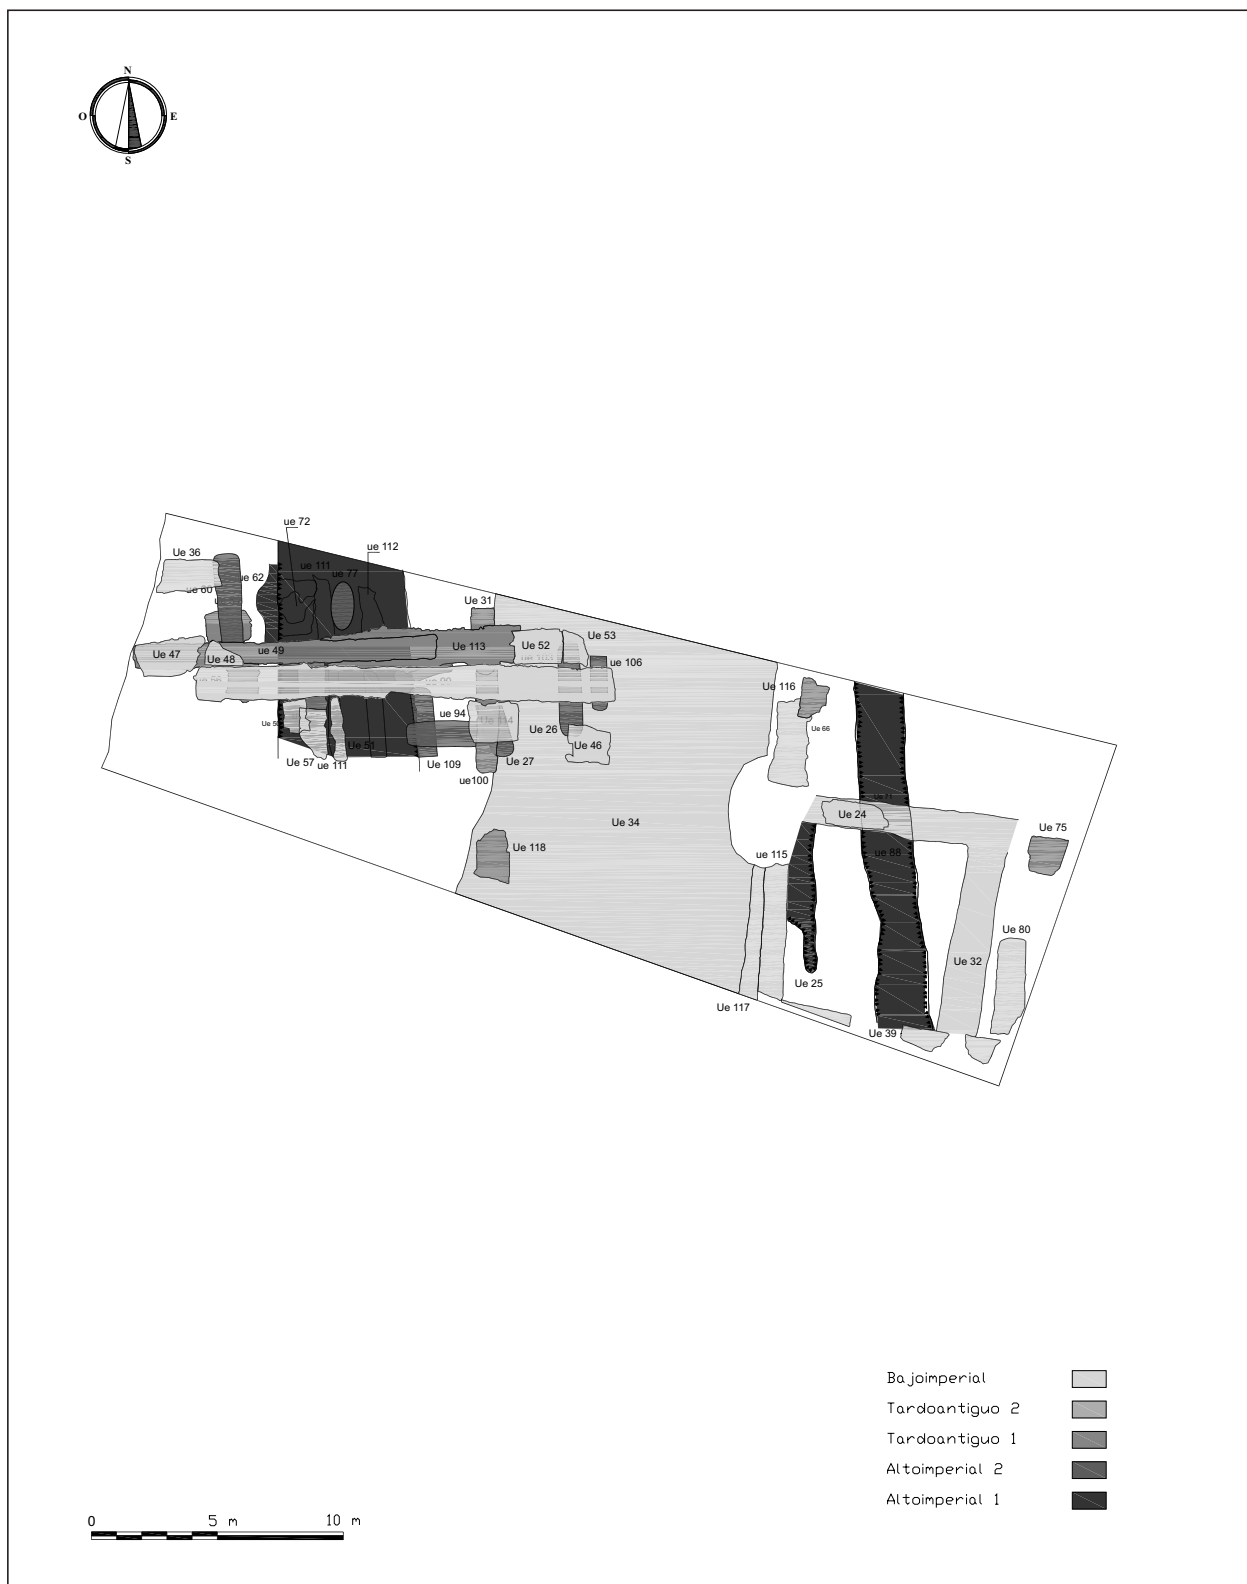 N
O E
S
ue 72
ue 112
Ue 36
ue 111
ue 77
ue 62
ue 60
Ue 31
Ue 53
Ue 52
Ue 113
ue 49
Ue 47
Ue 48
ue 106
Ue 116
Ue 66
ue 94
Ue 26
Ue 46
Ue 51
Ue 57
ue 111
Ue 109
Ue 27
ue100
Ue 34
Ue 24
Ue 75
Ue 118
ue 115
ue 88
Ue 80
Ue 32
Ue 25
Ue 117
Ue 39
Bajoimperial
Tardoantiguo 2
Tardoantiguo 1
Altoimperial 2
Altoimperial 1
0 5 m 10 m